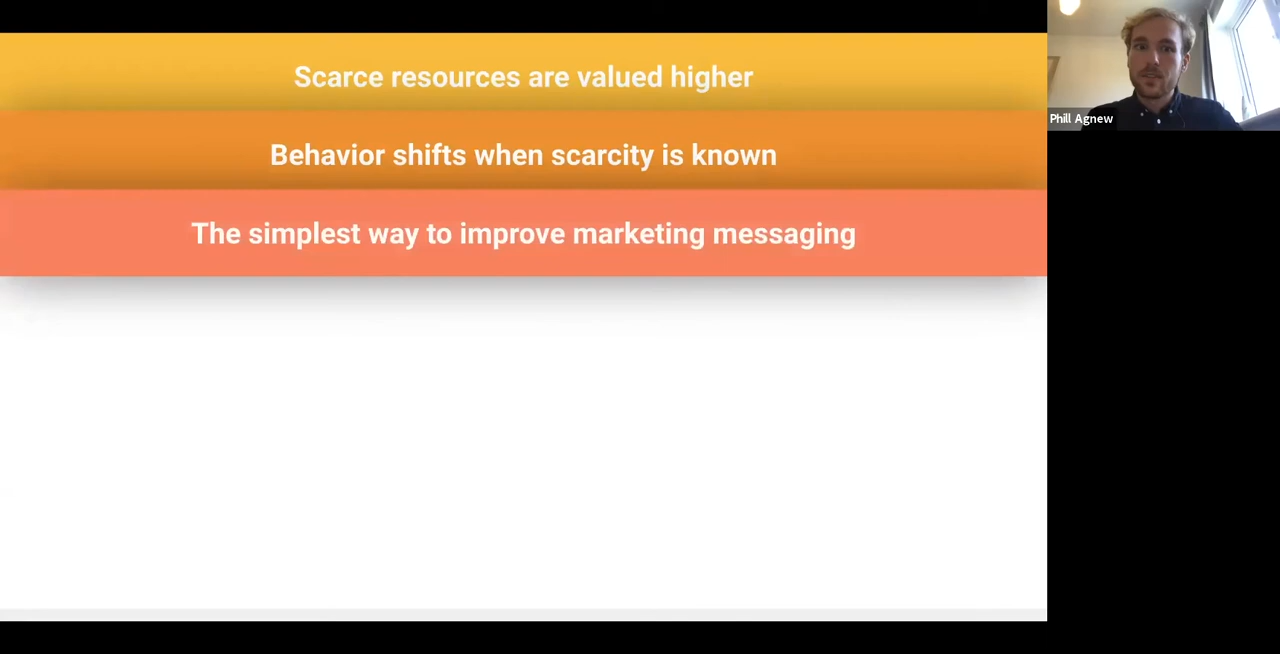 Scarce resources are valued higher
Behavior shifts when scarcity is known
The simplest way to improve marketing messaging
Phill Agnew